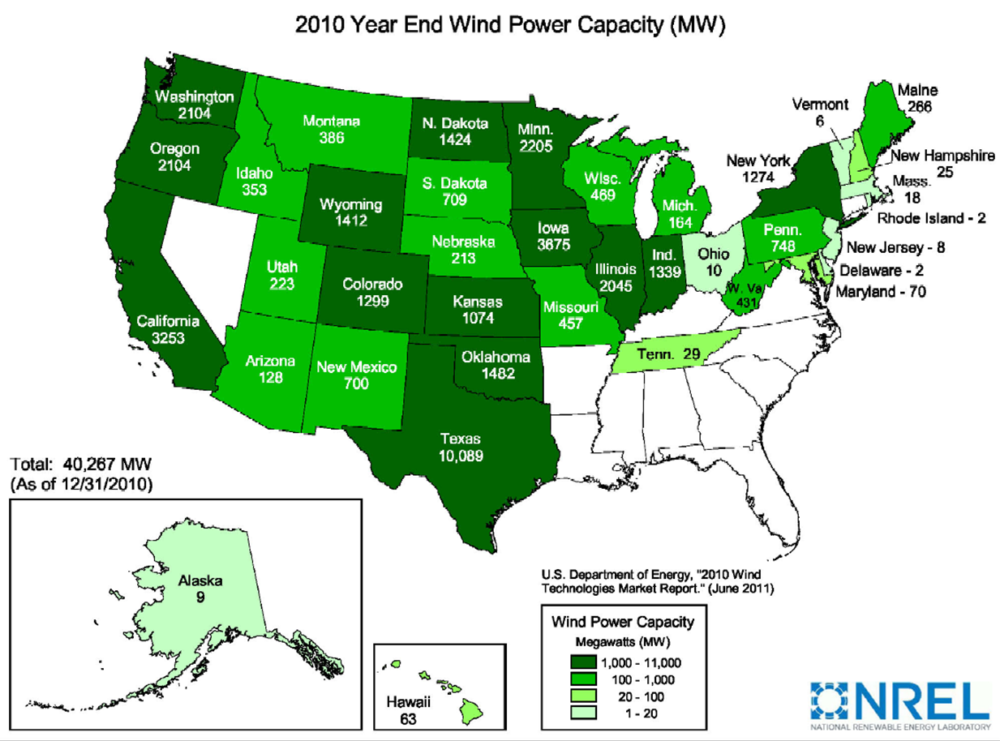 2010 Year End Wind Power Capacity (MW)
Washington
2104
Oregon
2104
California
3253
Idaho
353
Montana
386
Wyoming
1412
Utah
223
Colorado
1299
Arizona
128
New Mexico
700
N. Dakota
1424
S. Dakota
709
Nebraska
213
Kansas
1074
Oklahoma
1482
Texas
10,089
Minn.
2205
Iowa
3675
Missouri
457
Wisc.
469
Illinois
2045
Mich.
164
Ind.
1339
Ohio
10
W. Va
431
Tenn. 29
Penn.
748
New York
1274
Vermont
6
Maine
266
New Hampshire
25
Mass.
18
Rhode Island - 2
New Jersey - 8
Delaware - 2
Maryland - 70
Total: 40,267 MW
(As of 12/31/2010)
Alaska
9
Hawaii
63
U.S. Department of Energy, "2010 Wind
Technologies Market Report." (June 2011)
Wind Power Capacity
Megawatts (MW)
1,000 - 11,000
100 - 1,000
20 - 100
1 - 20
NREL
NATIONAL RENEWABLE ENERGY LABORATORY